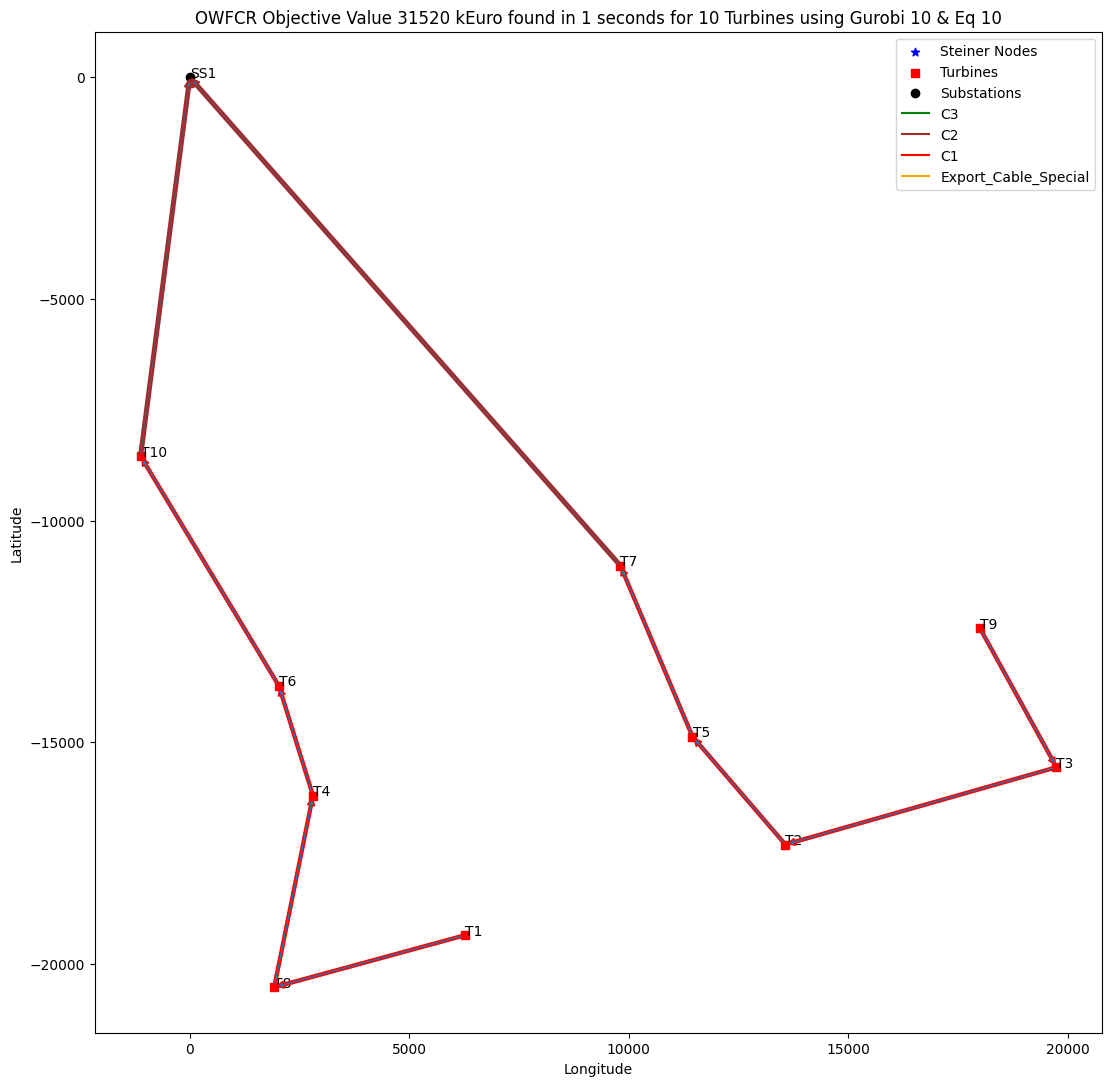 OWFCR Objective Value 31520 kEuro found in 1 seconds for 10 Turbines using Gurobi 10 & Eq 10
Steiner Nodes
Turbines
Substations
C3
C2
C1
Export_Cable_Special
SS1
T10
T7
T9
T6
T5
T3
T4
T2
T1
T8
0
−5000
−10000
−15000
−20000
Latitude
0
5000
10000
15000
20000
Longitude